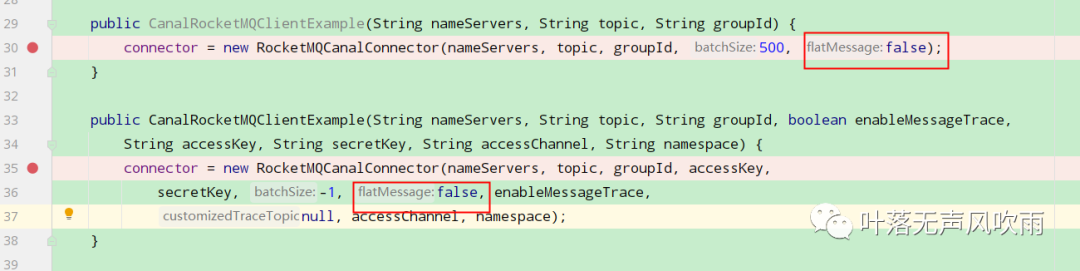 29 public CanalRocketMQClientExample(String nameServers, String topic, String groupId) {
30 connector = new RocketMQCanalConnector(nameServers, topic, groupId, batchSize: 500, flatMessage: false);
31 }
32
33 public CanalRocketMQClientExample(String nameServers, String topic, String groupId, boolean enableMessageTrace,
34 String accessKey, String secretKey, String accessChannel, String namespace) {
35 connector = new RocketMQCanalConnector(nameServers, topic, groupId, accessKey,
36 secretKey, batchSize: -1, flatMessage: false, enableMessageTrace,
37 customizedTraceTopic null, accessChannel, namespace);
38 }
39
叶落无声风吹雨